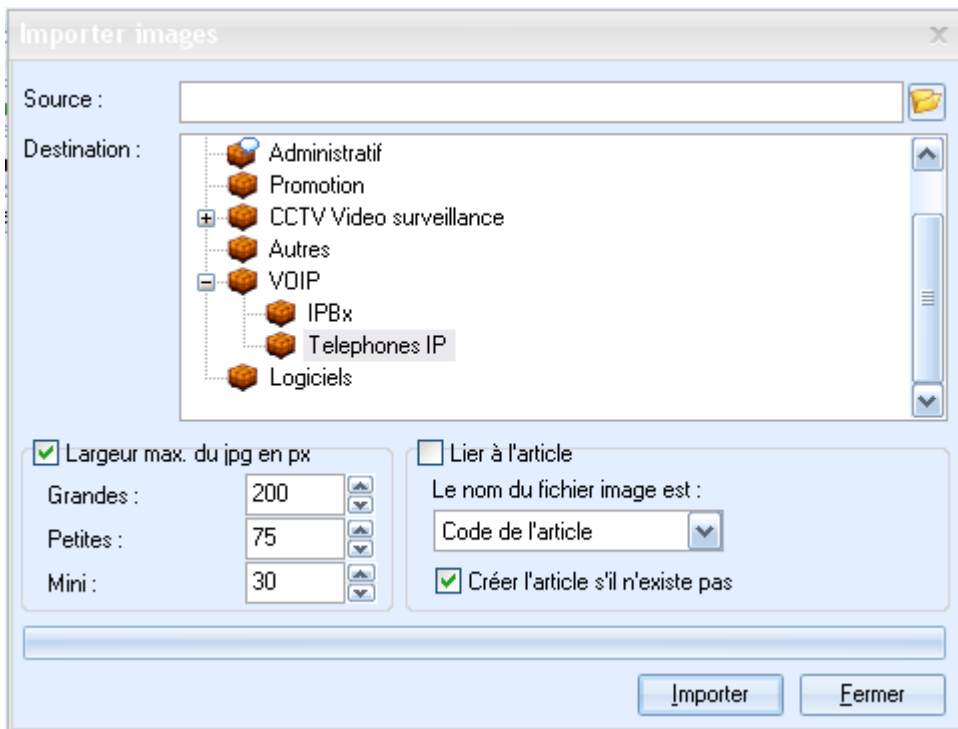 Importer images
Source :
Destination :
Administratif
Promotion
CCTV Video surveillance
Autres
VOIP
IPBx
Telephones IP
Logiciels
Largeur max. du jpg en px
Grandes : 200
Petites : 75
Mini : 30
Lier à l'article
Le nom du fichier image est :
Code de l'article
Créer l'article s'il n'existe pas
Importer
Fermer